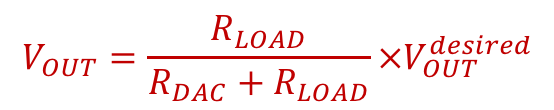 V_OUT = R_LOAD / (R_DAC + R_LOAD) × V_OUT^desired